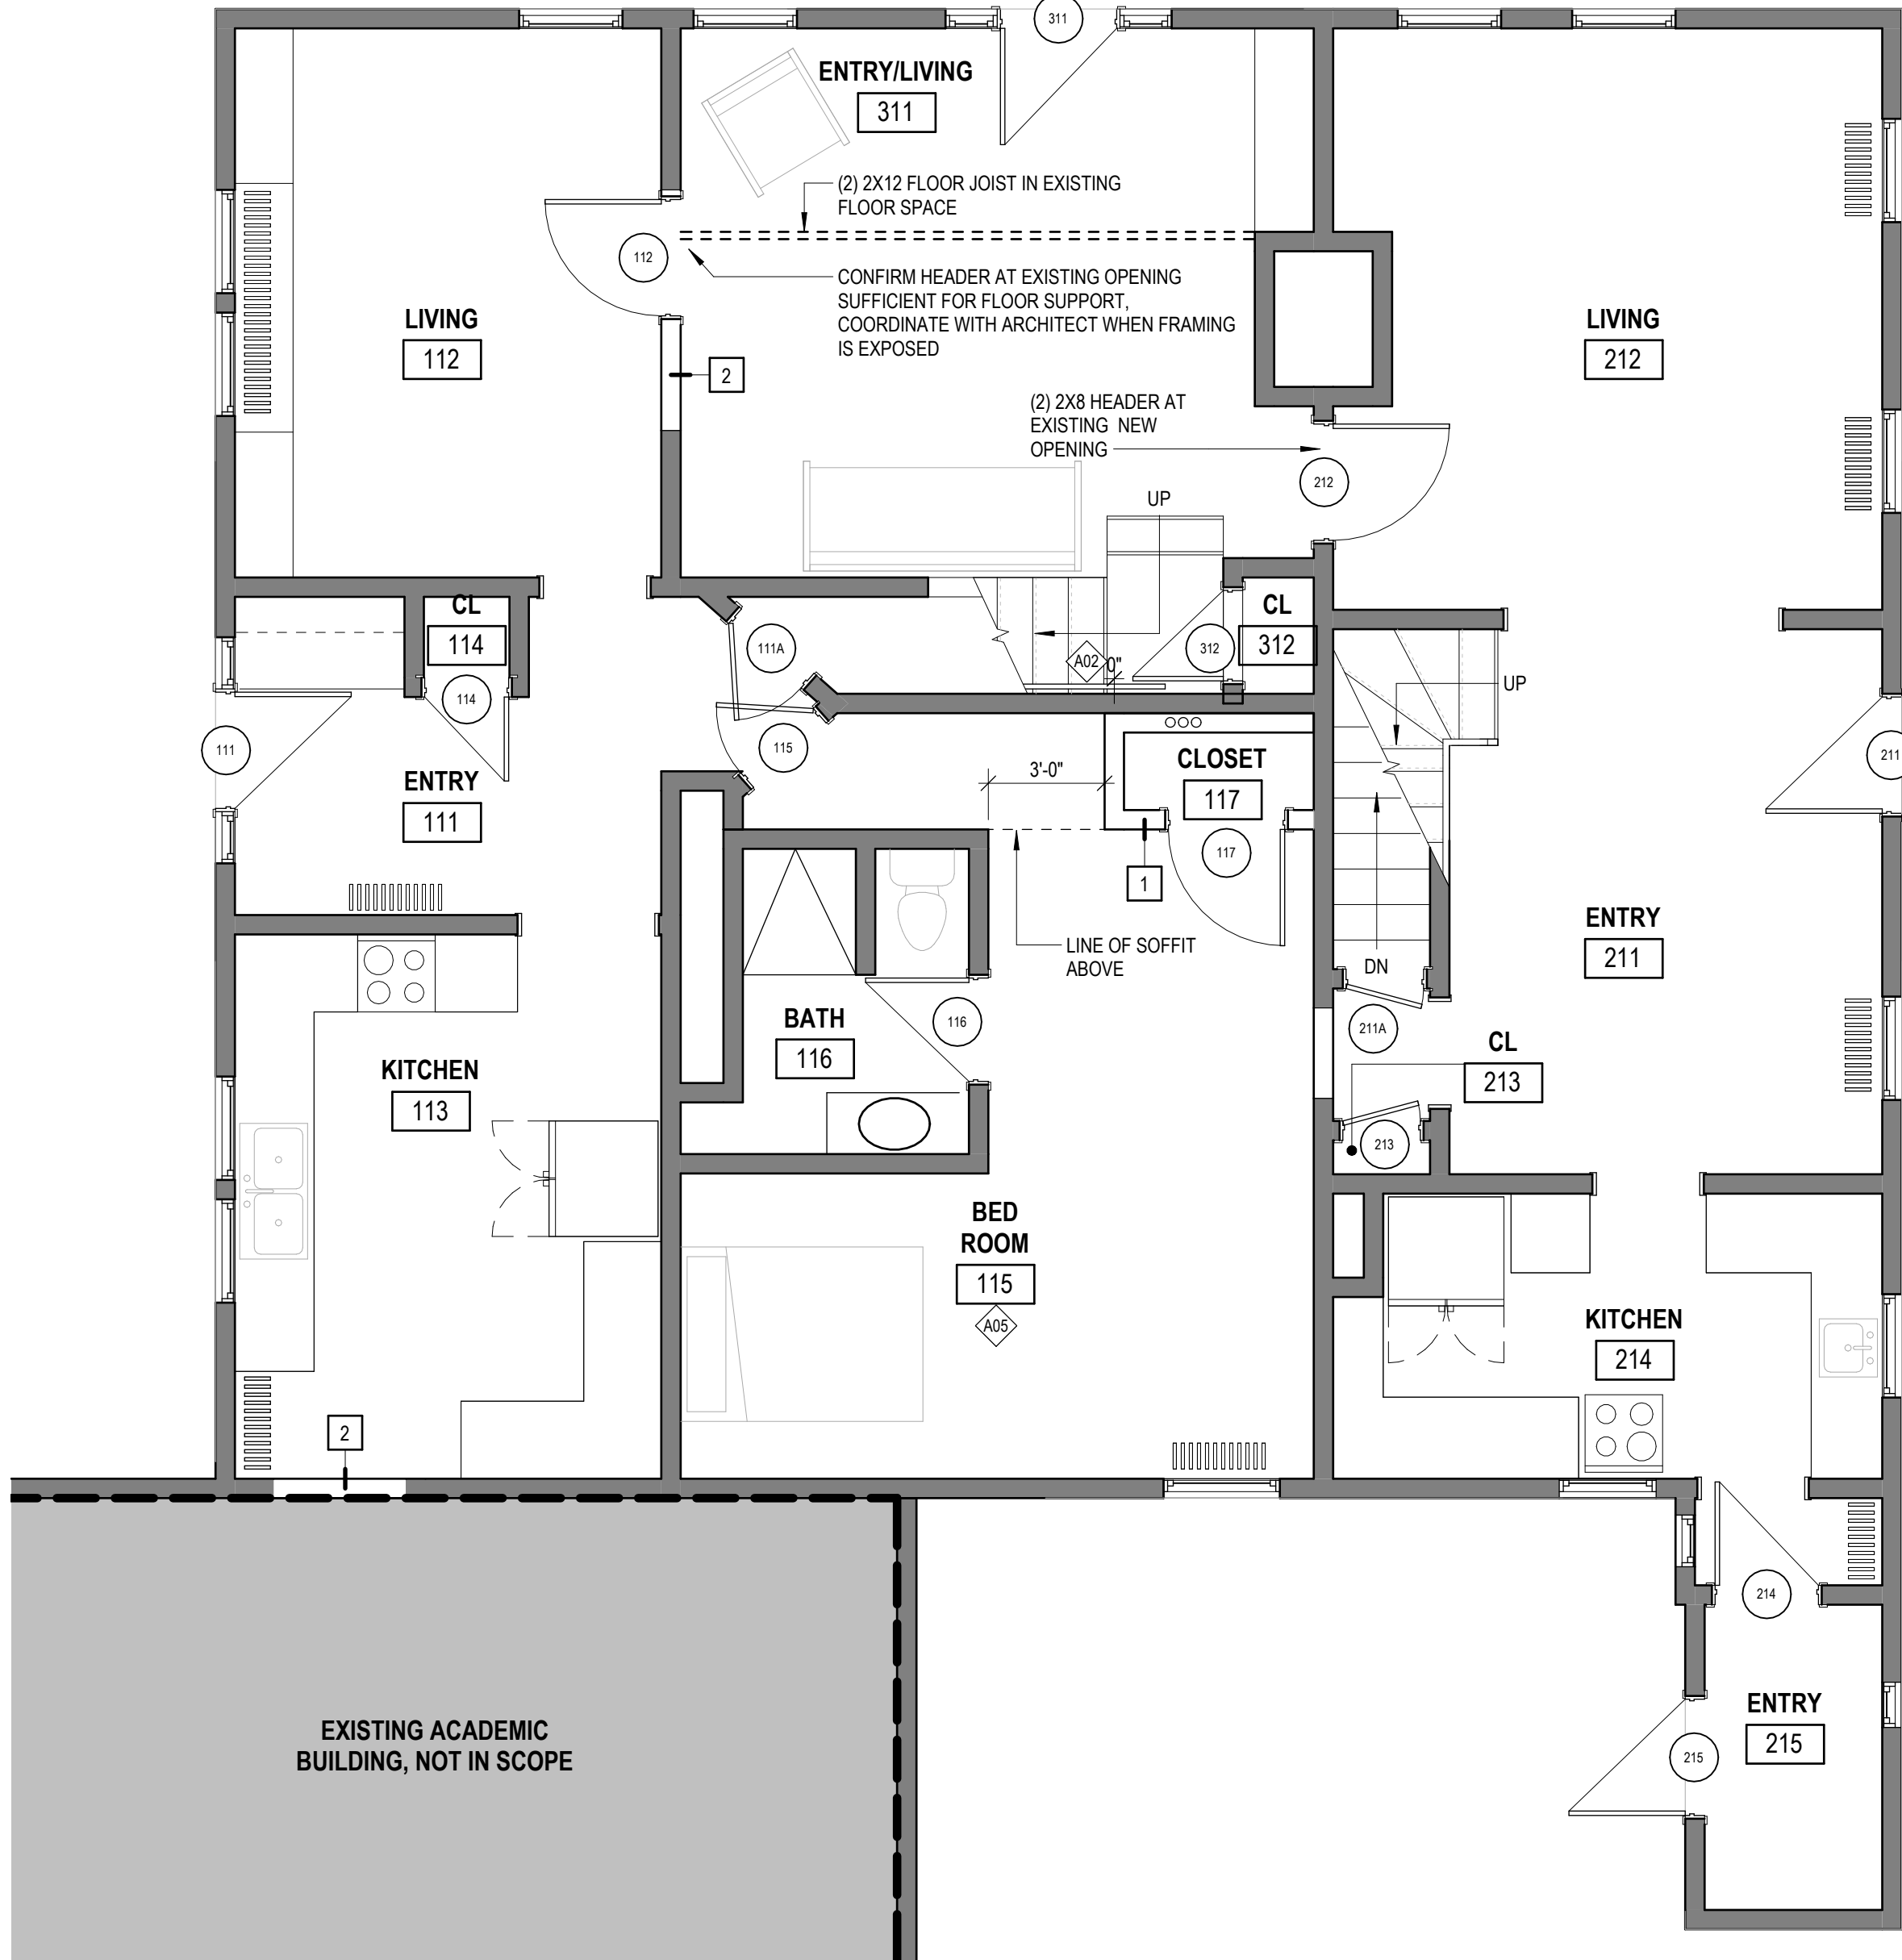 311
ENTRY/LIVING
311
(2) 2X12 FLOOR JOIST IN EXISTING
FLOOR SPACE
112
CONFIRM HEADER AT EXISTING OPENING
SUFFICIENT FOR FLOOR SUPPORT,
COORDINATE WITH ARCHITECT WHEN FRAMING
IS EXPOSED
LIVING
112
LIVING
212
2
(2) 2X8 HEADER AT
EXISTING NEW
OPENING
212
UP
CL
114
114
111A
A02
0"
312
CL
312
UP
111
115
3'-0"
CLOSET
117
117
211
ENTRY
111
1
LINE OF SOFFIT
ABOVE
ENTRY
211
DN
BATH
116
116
211A
CL
213
213
KITCHEN
113
BED
ROOM
115
A05
KITCHEN
214
2
214
ENTRY
215
215
EXISTING ACADEMIC
BUILDING, NOT IN SCOPE